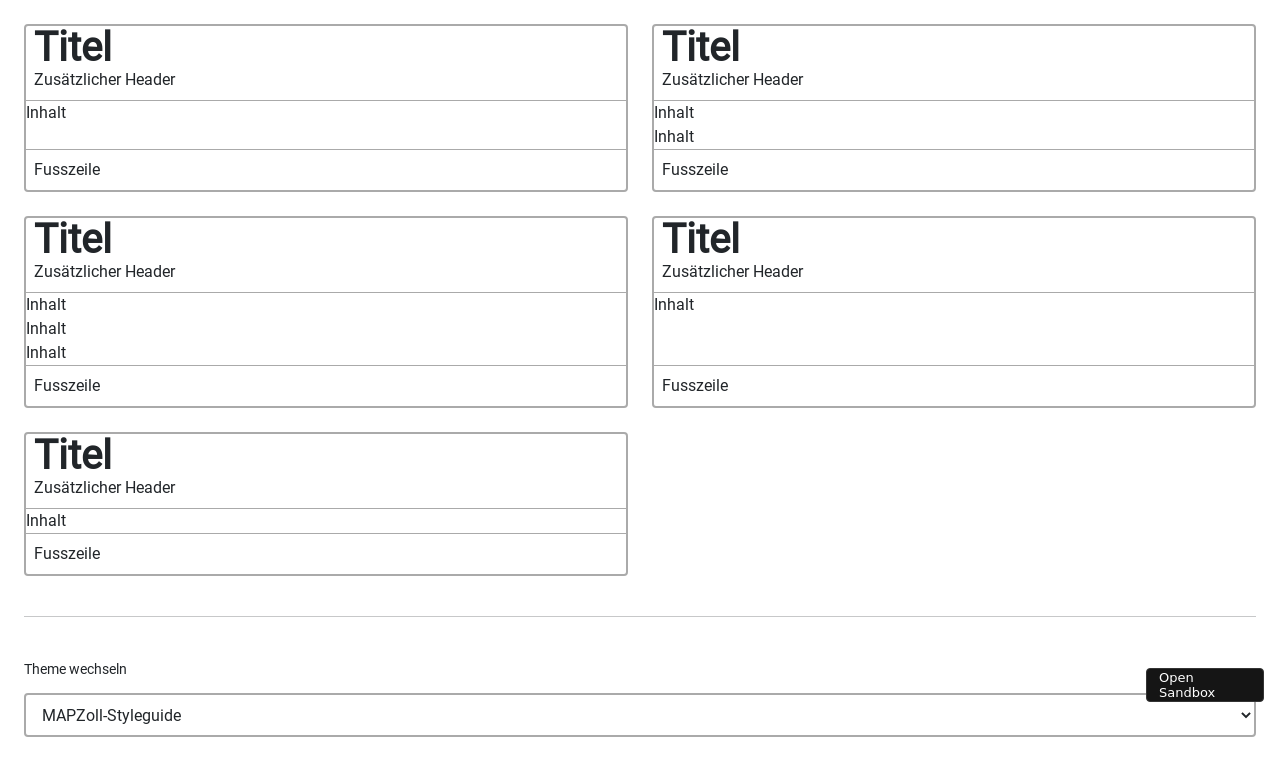 Titel
Zusätzlicher Header
Inhalt
Fusszeile
Titel
Zusätzlicher Header
Inhalt
Inhalt
Fusszeile
Titel
Zusätzlicher Header
Inhalt
Inhalt
Inhalt
Fusszeile
Titel
Zusätzlicher Header
Inhalt
Fusszeile
Titel
Zusätzlicher Header
Inhalt
Fusszeile
Theme wechseln
MAPZoll-Styleguide
Open
Sandbox